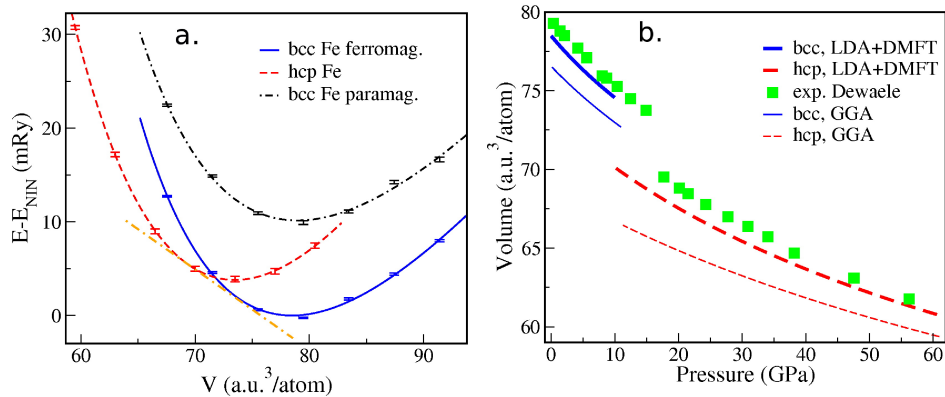 a.
bcc Fe ferromag.
hcp Fe
bcc Fe paramag.
E-E_NIN (mRy)
30
20
10
0
60
70
80
90
V (a.u.³/atom)
b.
bcc, LDA+DMFT
hcp, LDA+DMFT
exp. Dewaele
bcc, GGA
hcp, GGA
Volume (a.u.³/atom)
80
75
70
65
60
0
10
20
30
40
50
60
Pressure (GPa)